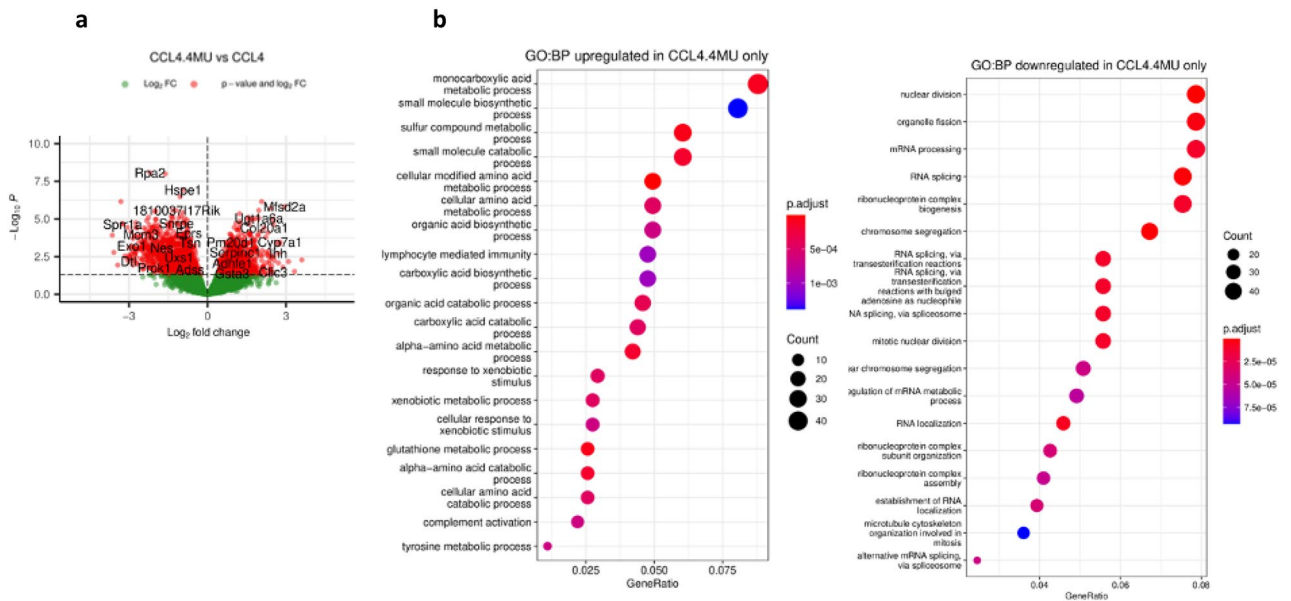 a
b
CCL4.4MU vs CCL4
Log2 FC
p − value and log2 FC
10.0
7.5
5.0
2.5
0.0
−Log10 P
Rpa2
Hspe1
1810037I17Rik
Mfsd2a
Sprr1a
Snrpe
Ugt1a6a
Col20a1
Mcm3
Eprs
Exo1
Nes
Tsn
Pm20d1
Cyp7a1
Uxs1
Serpinc1
Ihh
Dtl
Prok1
Adss
Gsta3
Clic3
−3
0
3
Log2 fold change
GO:BP upregulated in CCL4.4MU only
monocarboxylic acid
metabolic process
small molecule biosynthetic
process
sulfur compound metabolic
process
small molecule catabolic
process
cellular modified amino acid
metabolic process
cellular amino acid
metabolic process
organic acid biosynthetic
process
lymphocyte mediated immunity
carboxylic acid biosynthetic
process
organic acid catabolic process
carboxylic acid catabolic
process
alpha−amino acid metabolic
process
response to xenobiotic
stimulus
xenobiotic metabolic process
cellular response to
xenobiotic stimulus
glutathione metabolic process
alpha−amino acid catabolic
process
cellular amino acid
catabolic process
complement activation
tyrosine metabolic process
0.025
0.050
0.075
GeneRatio
p.adjust
5e−04
1e−03
Count
10
20
30
40
GO:BP downregulated in CCL4.4MU only
nuclear division
organelle fission
mRNA processing
RNA splicing
ribonucleoprotein complex
biogenesis
chromosome segregation
RNA splicing, via
transesterification reactions
RNA splicing, via
transesterification
reactions with bulged
adenosine as nucleophile
NA splicing, via spliceosome
mitotic nuclear division
ar chromosome segregation
gulation of mRNA metabolic
process
RNA localization
ribonucleoprotein complex
subunit organization
ribonucleoprotein complex
assembly
establishment of RNA
localization
microtubule cytoskeleton
organization involved in
mitosis
alternative mRNA splicing,
via spliceosome
0.04
0.06
0.08
GeneRatio
Count
20
30
40
p.adjust
2.5e−05
5.0e−05
7.5e−05